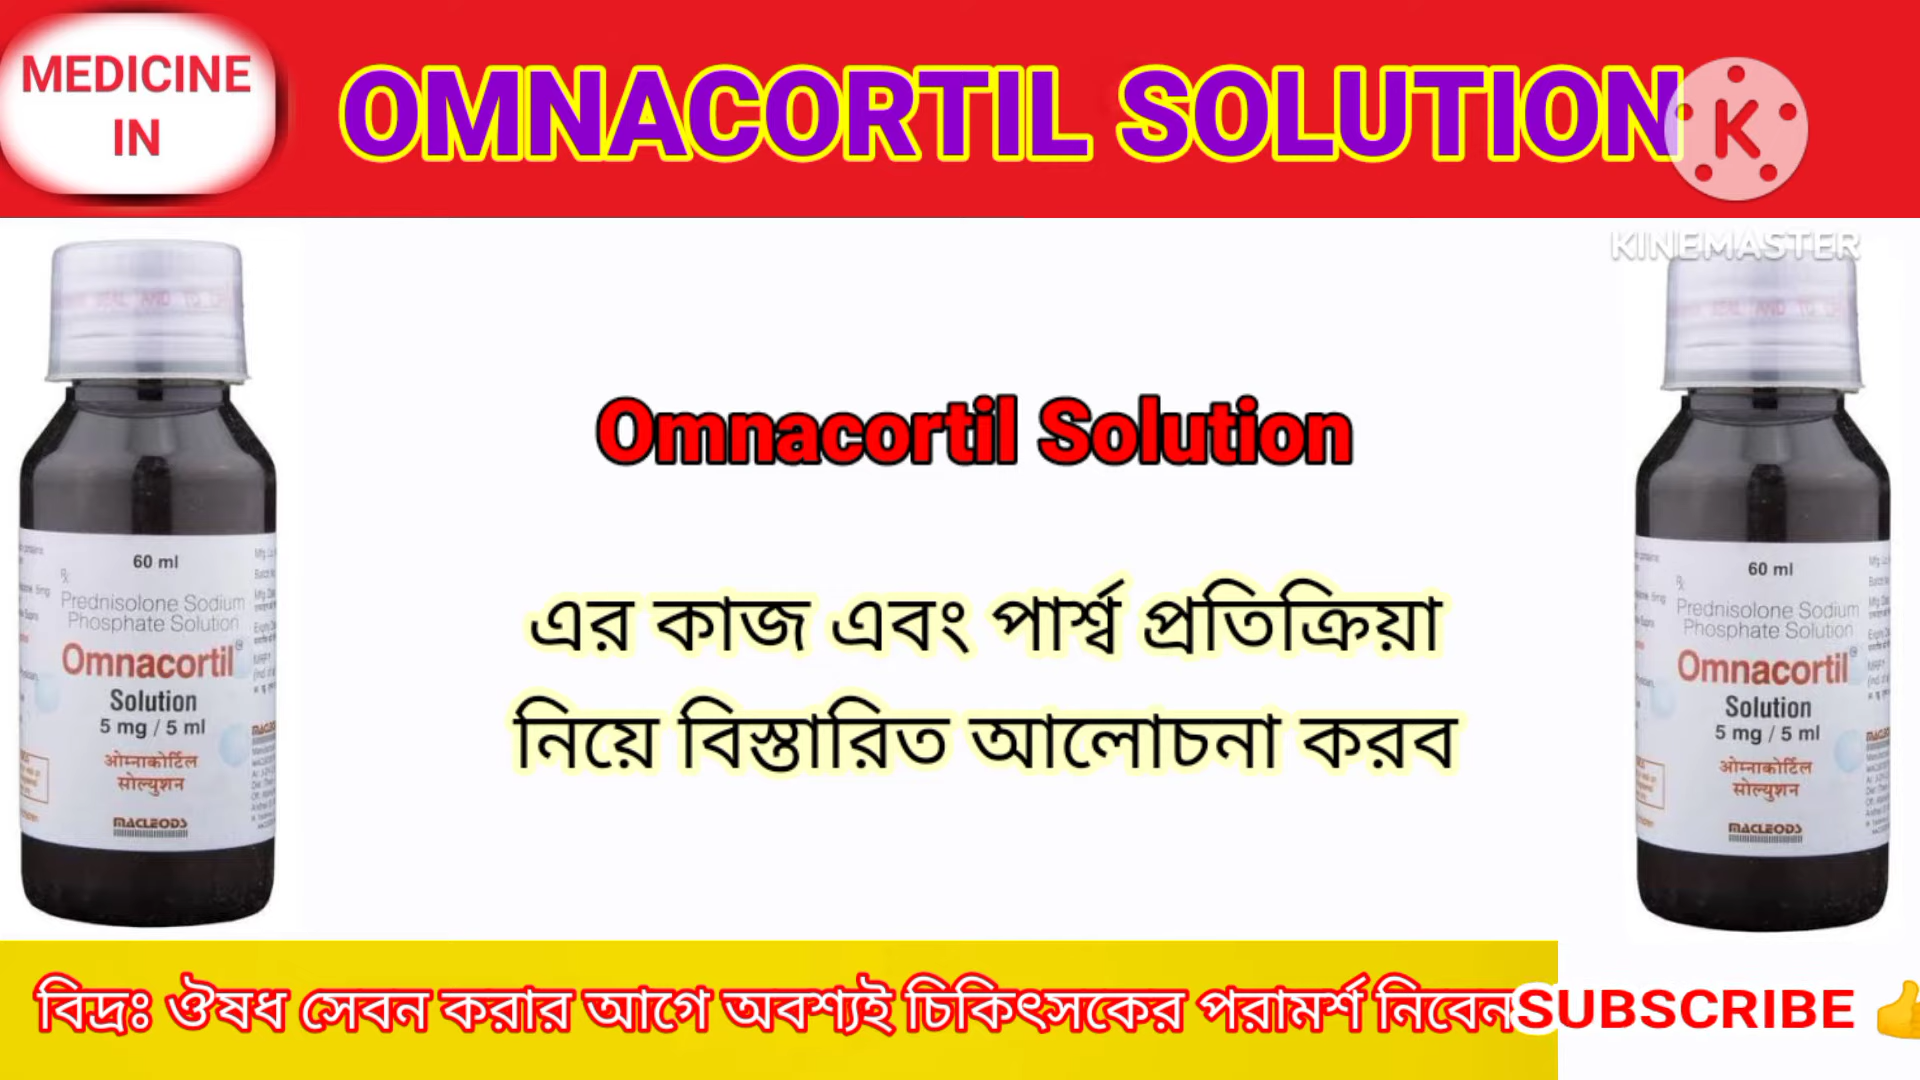 MEDICINE
IN
OMNACORTIL SOLUTION
K
KINEMASTER
Omnacortil Solution
এর কাজ এবং পার্শ্ব প্রতিক্রিয়া
নিয়ে বিস্তারিত আলোচনা করব
60 ml
Prednisolone Sodium
Phosphate Solution
Omnacortil
Solution
5 mg / 5 ml
ओम्नाकोर्टिल
सोल्युशन
MACLEODS
60 ml
Prednisolone Sodium
Phosphate Solution
Omnacortil
Solution
5 mg / 5 ml
ओम्नाकोर्टिल
सोल्युशन
MACLEODS
বিদ্রঃ ঔষধ সেবন করার আগে অবশ্যই চিকিৎসকের পরামর্শ নিবেন
SUBSCRIBE